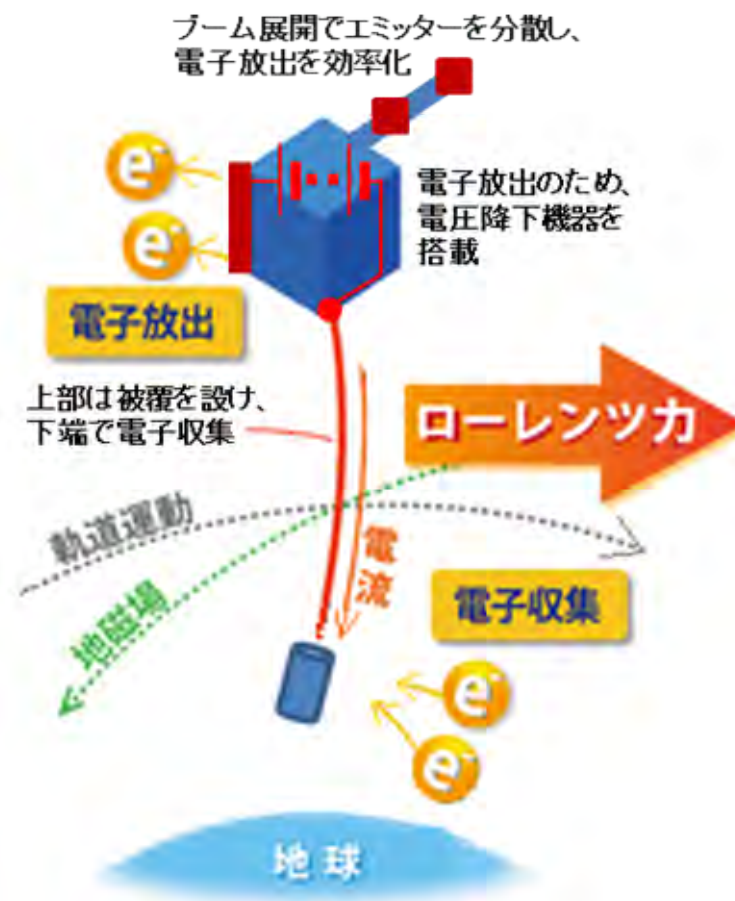 ブーム展開でエミッターを分散し、
電子放出を効率化
e-
e-
電子放出のため、
電圧降下機器を
搭載
電子放出
上部は被覆を設け、
下端で電子収集
ローレンツ力
軌道運動
地磁場
電流
電子収集
e-
e-
地球